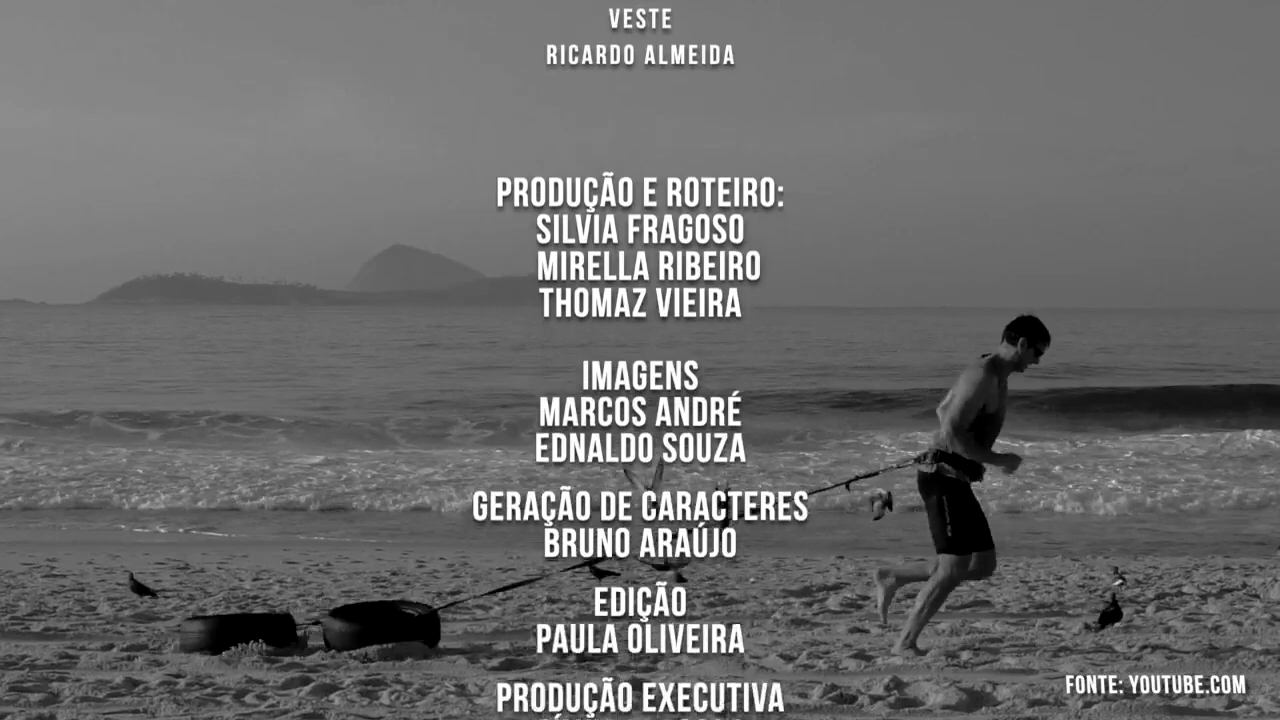 VESTE
RICARDO ALMEIDA
PRODUÇÃO E ROTEIRO:
SILVIA FRAGOSO
MIRELLA RIBEIRO
THOMAZ VIEIRA
IMAGENS
MARCOS ANDRÉ
EDNALDO SOUZA
GERAÇÃO DE CARACTERES
BRUNO ARAÚJO
EDIÇÃO
PAULA OLIVEIRA
PRODUÇÃO EXECUTIVA
FONTE: YOUTUBE.COM